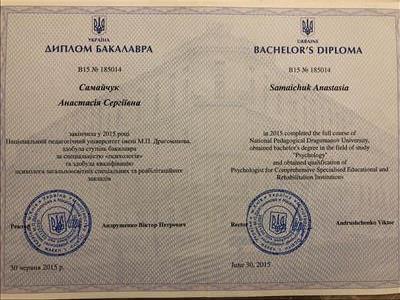 УКРАЇНА
ДИПЛОМ БАКАЛАВРА
В15 № 185014
Самайчук
Анастасія Сергіївна
закінчила у 2015 році
Національний педагогічний університет імені М.П. Драгоманова,
здобула ступінь бакалавра
за спеціальністю «психологія»
та здобула кваліфікацію
психолога загальноосвітніх спеціальних та реабілітаційних
закладів
Ректор
Андрущенко Віктор Петрович
30 червня 2015 р.
UKRAINE
BACHELOR'S DIPLOMA
B15 № 185014
Samaichuk Anastasia
in 2015 completed the full course of
National Pedagogical Dragomanov University,
obtained bachelor's degree in the field of study
"Psychology"
and obtained qualification of
Psychologist for Comprehensive Specialised Educational and
Rehabilitation Institutions
Rector
Andrushchenko Viktor
June 30, 2015